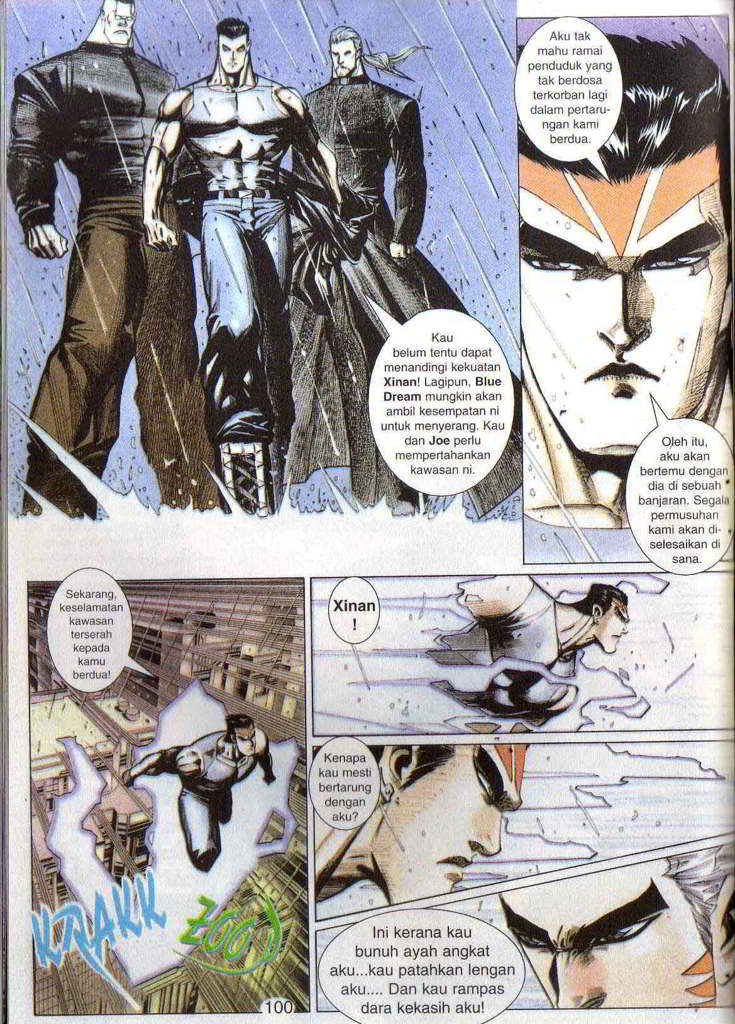 Kau
belum tentu dapat
menandingi kekuatan
Xinan! Lagipun, Blue
Dream mungkin akan
ambil kesempatan ni
untuk menyerang. Kau
dan Joe perlu
mempertahankan
kawasan ni.
Aku tak
mahu ramai
penduduk yang
tak berdosa
terkorban lagi
dalam pertaru-
ngan kami
berdua.
Oleh itu,
aku akan
bertemu dengan
dia di sebuah
banjaran. Segala
permusuhan
kami akan di-
selesaikan di
sana.
Sekarang,
keselamatan
kawasan
terserah
kepada
kamu
berdua!
KRAKK
ZOO
100
Xinan
!
Kenapa
kau mesti
bertarung
dengan
aku?
Ini kerana kau
bunuh ayah angkat
aku...kau patahkan lengan
aku.... Dan kau rampas
dara kekasih aku!